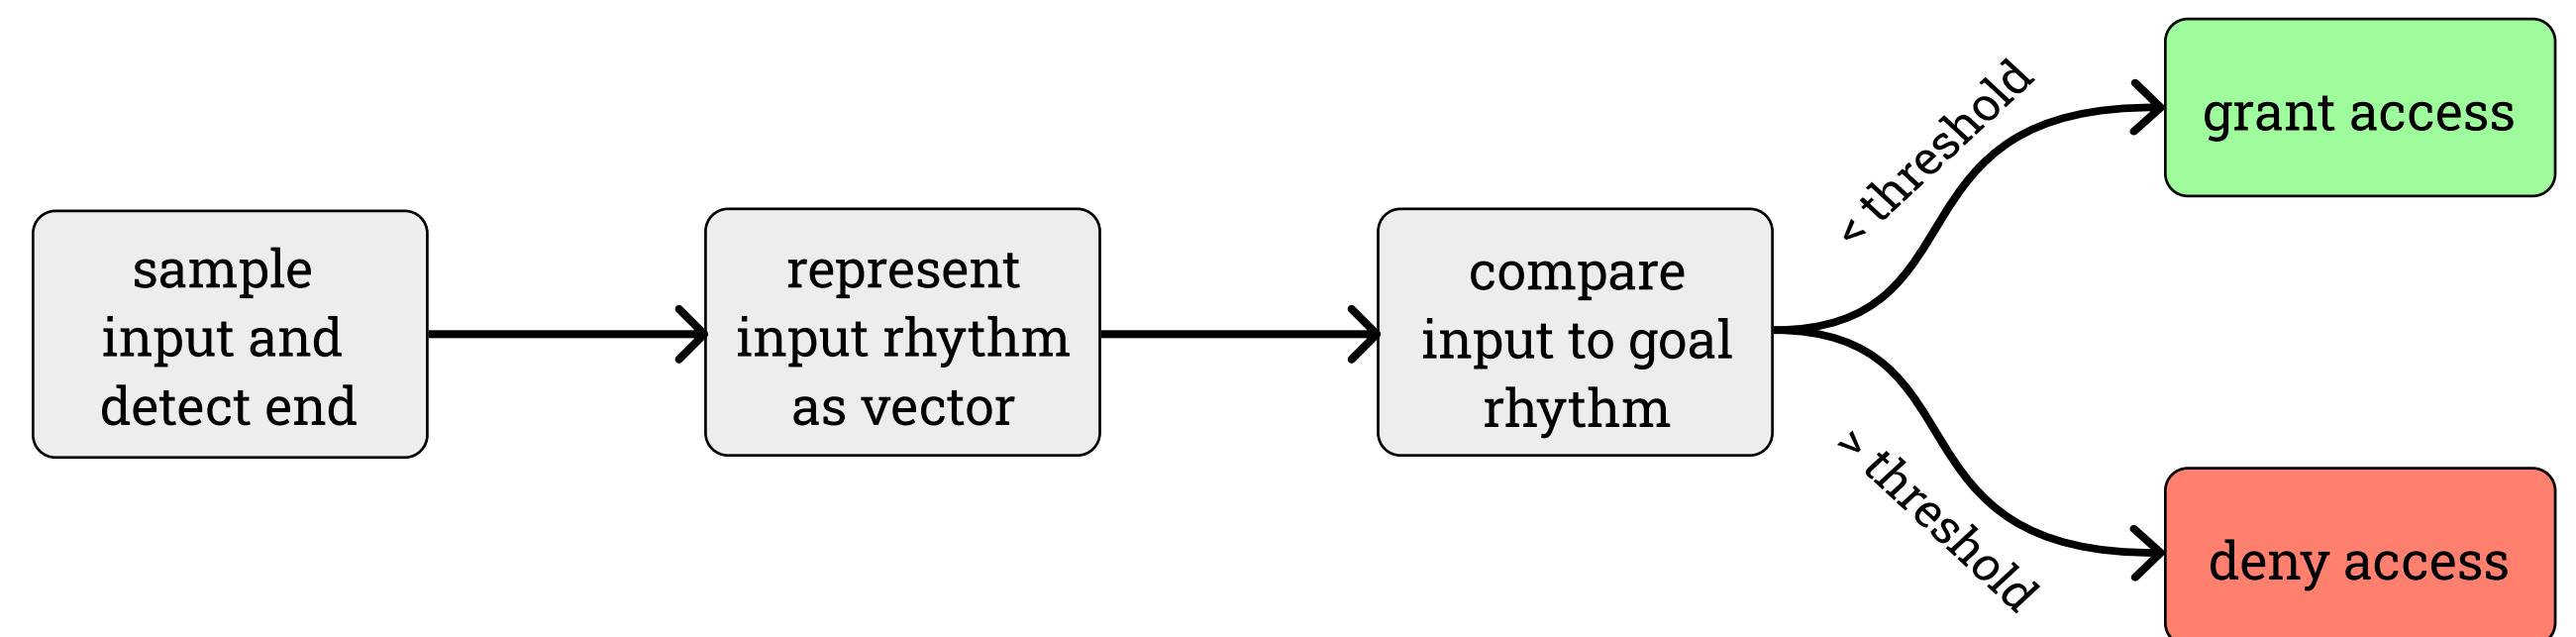 sample
input and
detect end
represent
input rhythm
as vector
compare
input to goal
rhythm
< threshold
grant access
> threshold
deny access